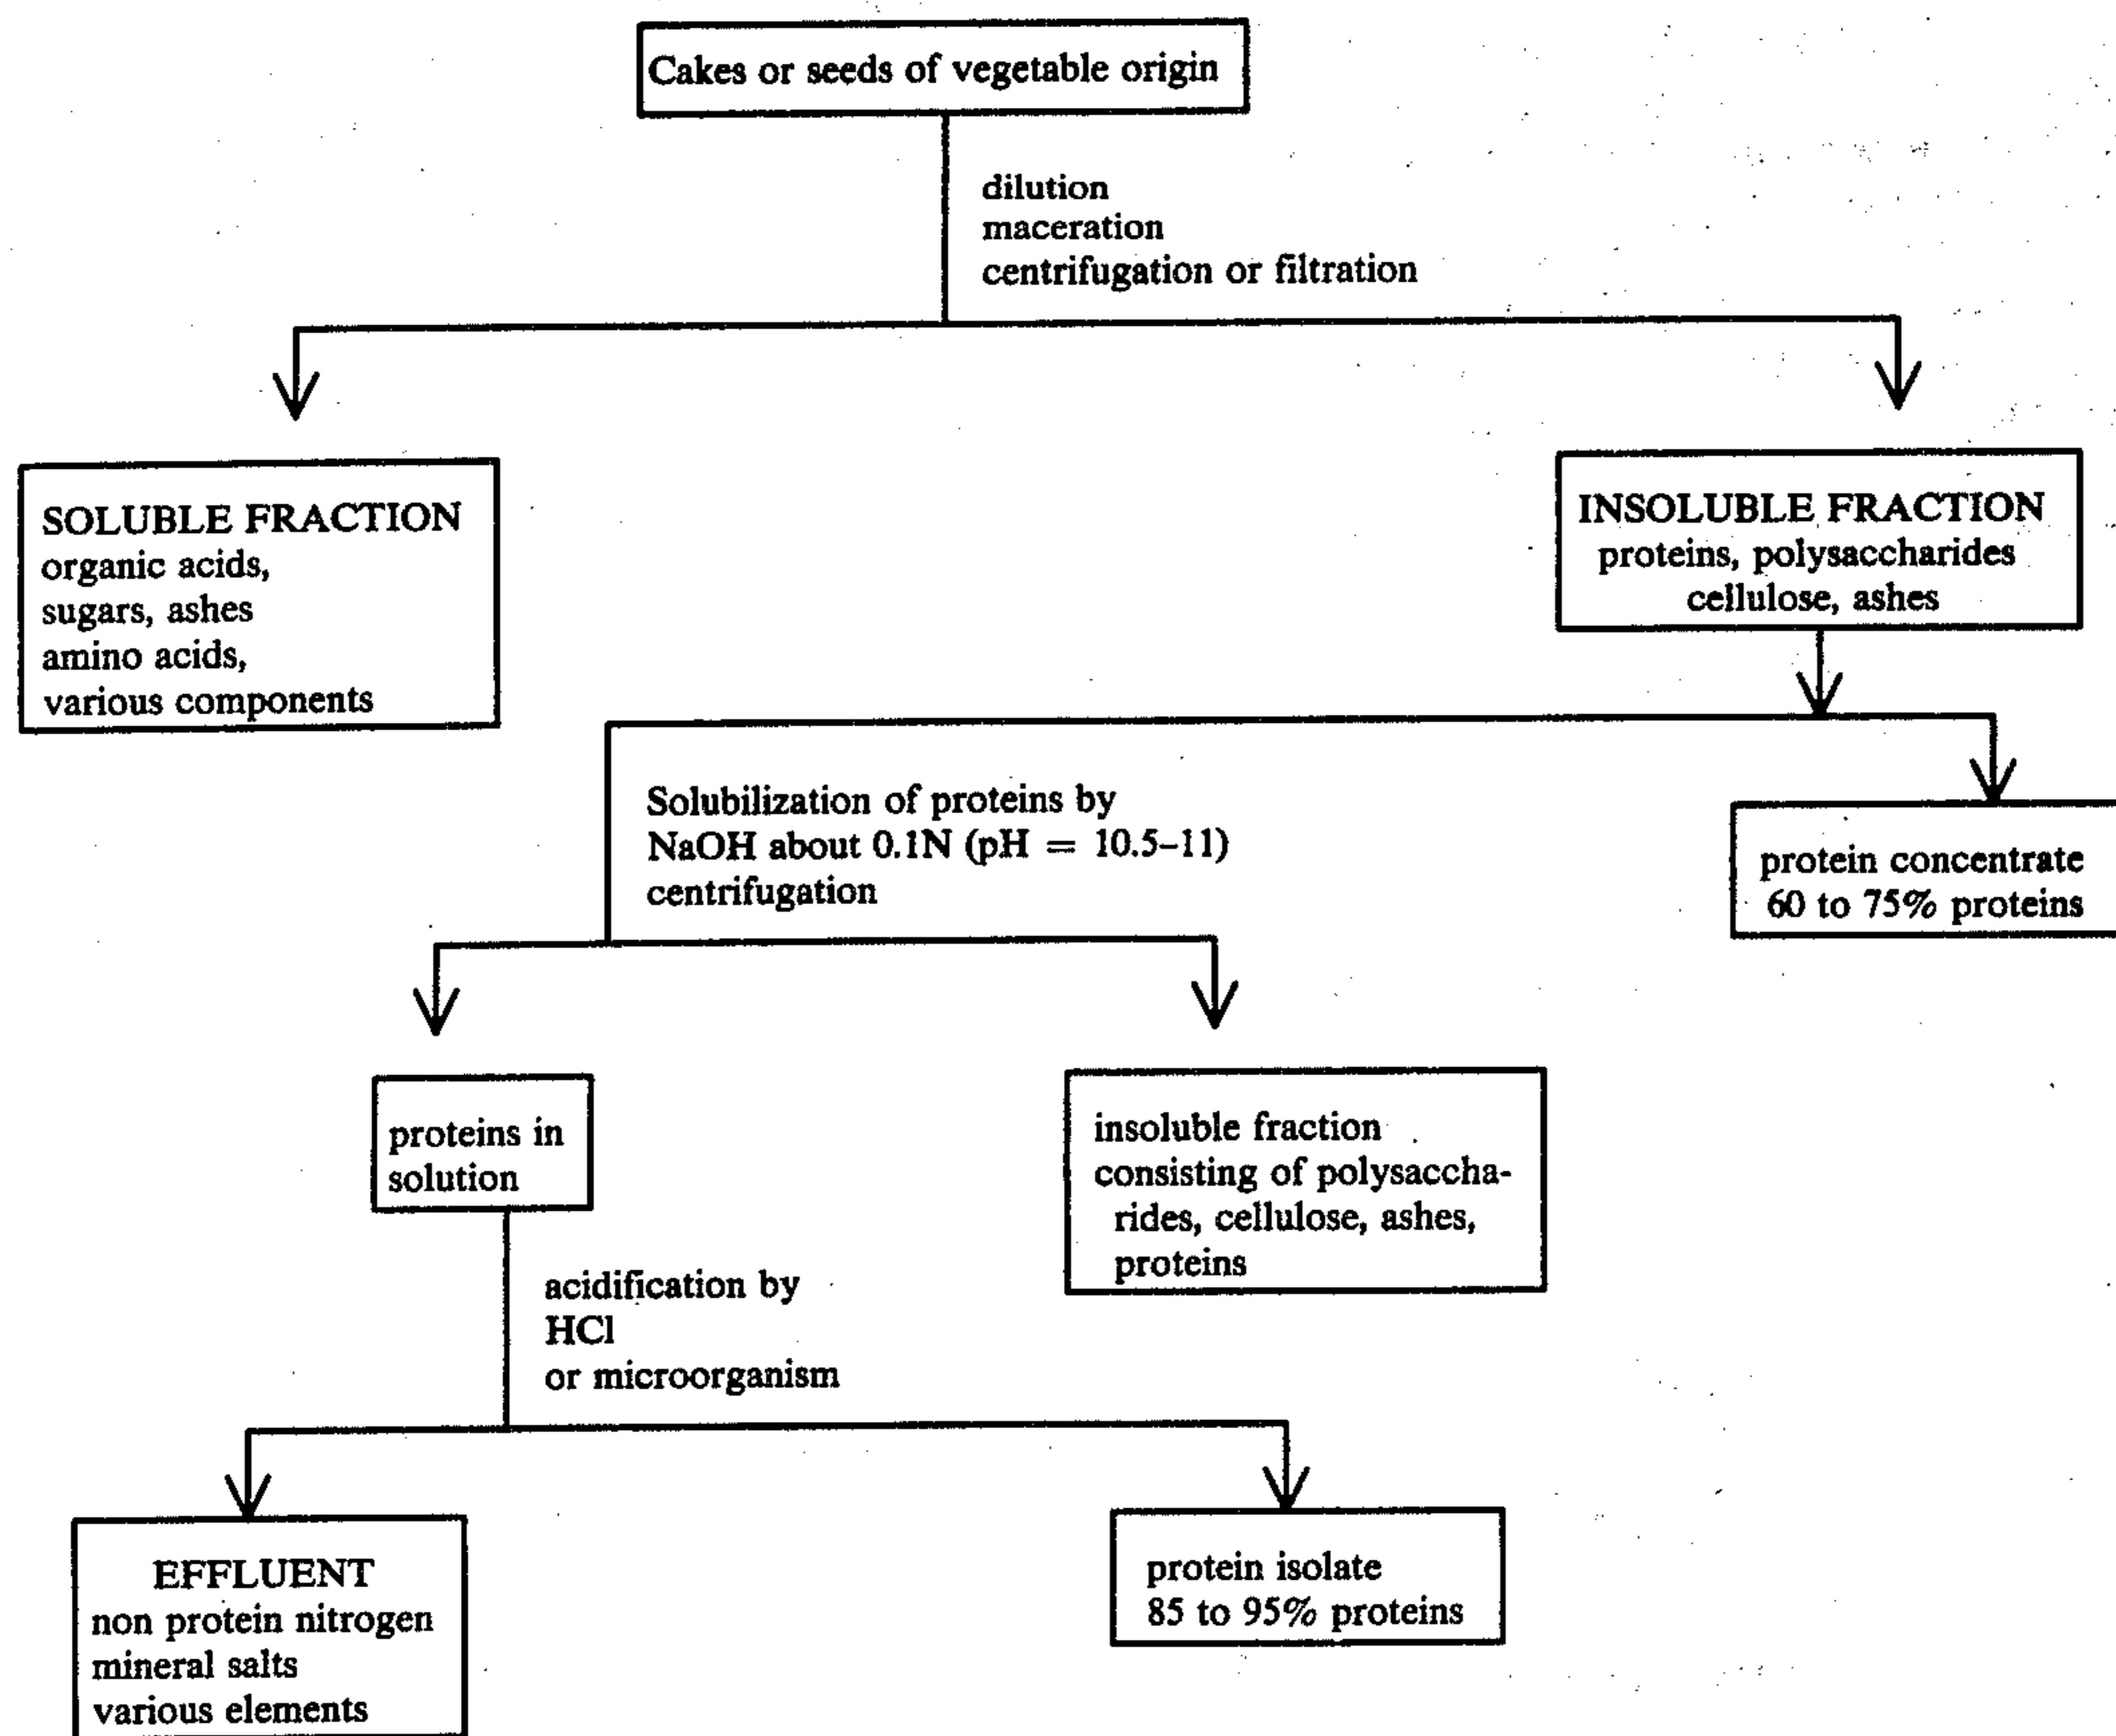 Cakes or seeds of vegetable origin
dilution
maceration
centrifugation or filtration
SOLUBLE FRACTION
organic acids,
sugars, ashes
amino acids,
various components
INSOLUBLE FRACTION
proteins, polysaccharides
cellulose, ashes
Solubilization of proteins by
NaOH about 0.1N (pH = 10.5–11)
centrifugation
protein concentrate
60 to 75% proteins
proteins in
solution
insoluble fraction
consisting of polysaccha-
rides, cellulose, ashes,
proteins
acidification by
HCl
or microorganism
EFFLUENT
non protein nitrogen
mineral salts
various elements
protein isolate
85 to 95% proteins